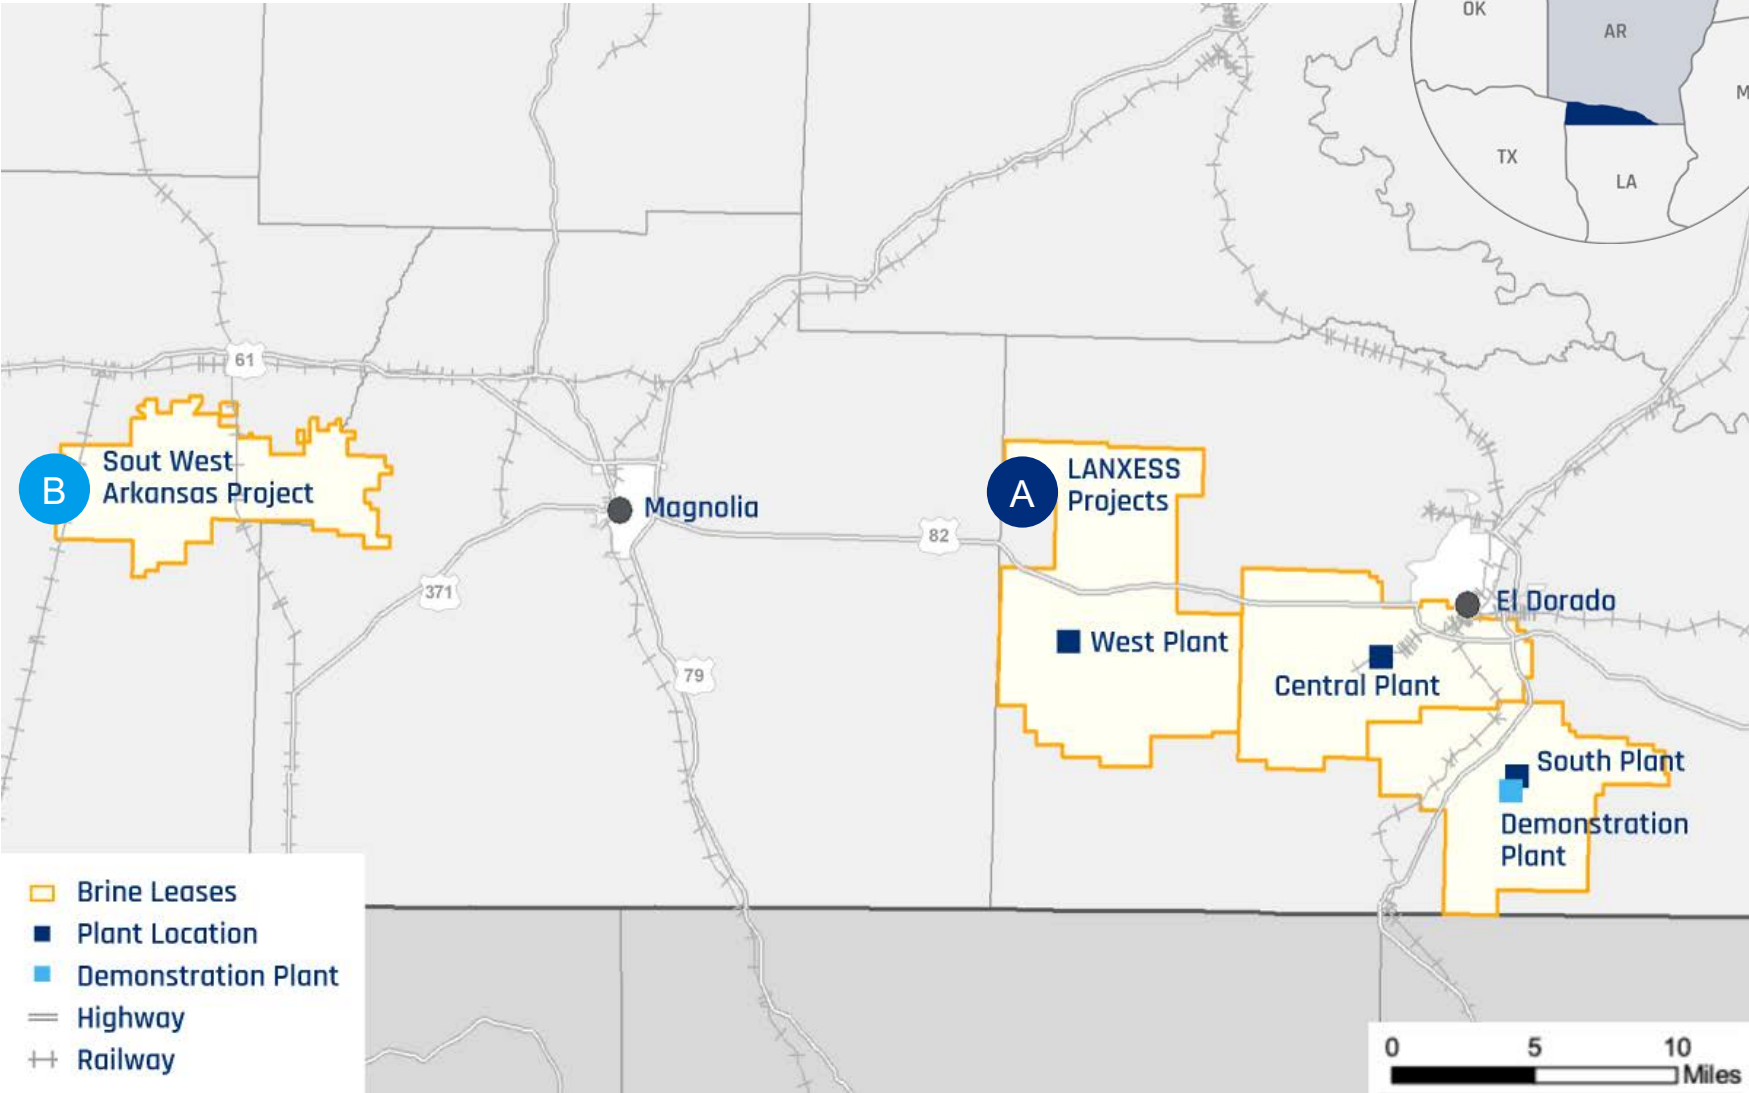 OK
AR
M
TX
LA
61
B
Sout West
Arkansas Project
Magnolia
371
79
82
A
LANXESS
Projects
El Dorado
West Plant
Central Plant
South Plant
Demonstration
Plant
Brine Leases
Plant Location
Demonstration Plant
Highway
Railway
0 5 10
Miles